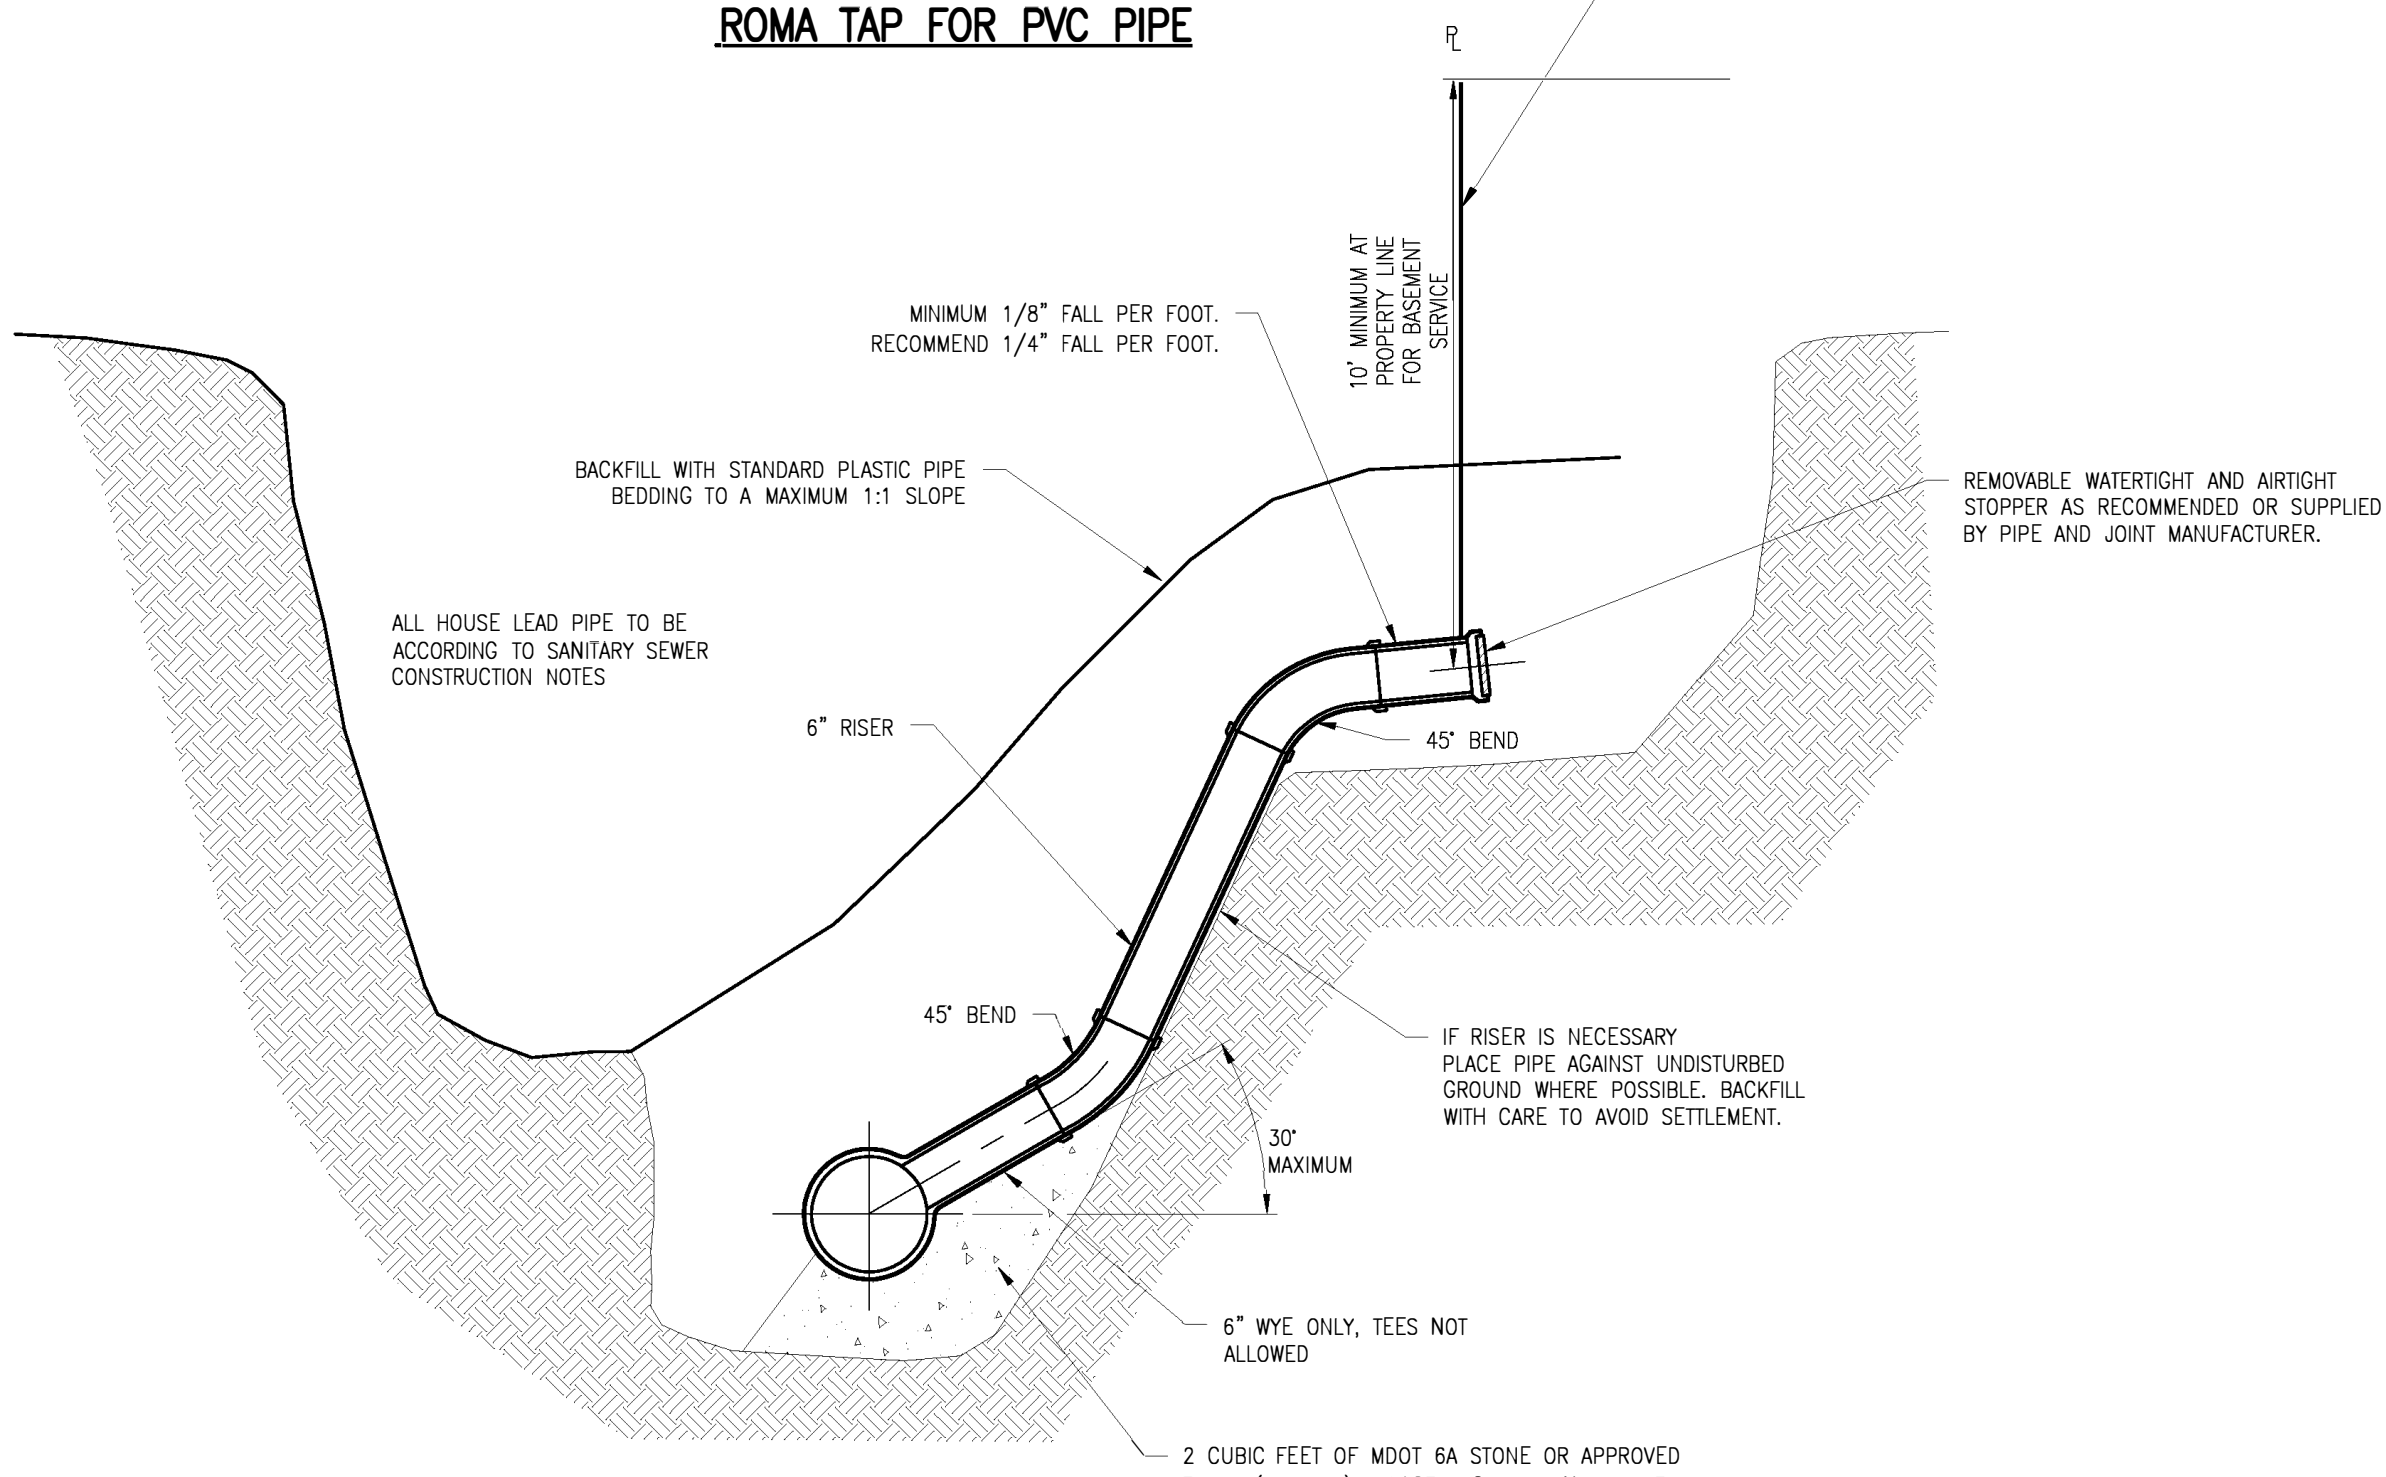 ROMA TAP FOR PVC PIPE
PL
10' MINIMUM AT
PROPERTY LINE
FOR BASEMENT
SERVICE
MINIMUM 1/8" FALL PER FOOT.
RECOMMEND 1/4" FALL PER FOOT.
BACKFILL WITH STANDARD PLASTIC PIPE
BEDDING TO A MAXIMUM 1:1 SLOPE
REMOVABLE WATERTIGHT AND AIRTIGHT
STOPPER AS RECOMMENDED OR SUPPLIED
BY PIPE AND JOINT MANUFACTURER.
ALL HOUSE LEAD PIPE TO BE
ACCORDING TO SANITARY SEWER
CONSTRUCTION NOTES
6" RISER
45° BEND
45° BEND
IF RISER IS NECESSARY
PLACE PIPE AGAINST UNDISTURBED
GROUND WHERE POSSIBLE. BACKFILL
WITH CARE TO AVOID SETTLEMENT.
30°
MAXIMUM
6" WYE ONLY, TEES NOT
ALLOWED
2 CUBIC FEET OF MDOT 6A STONE OR APPROVED